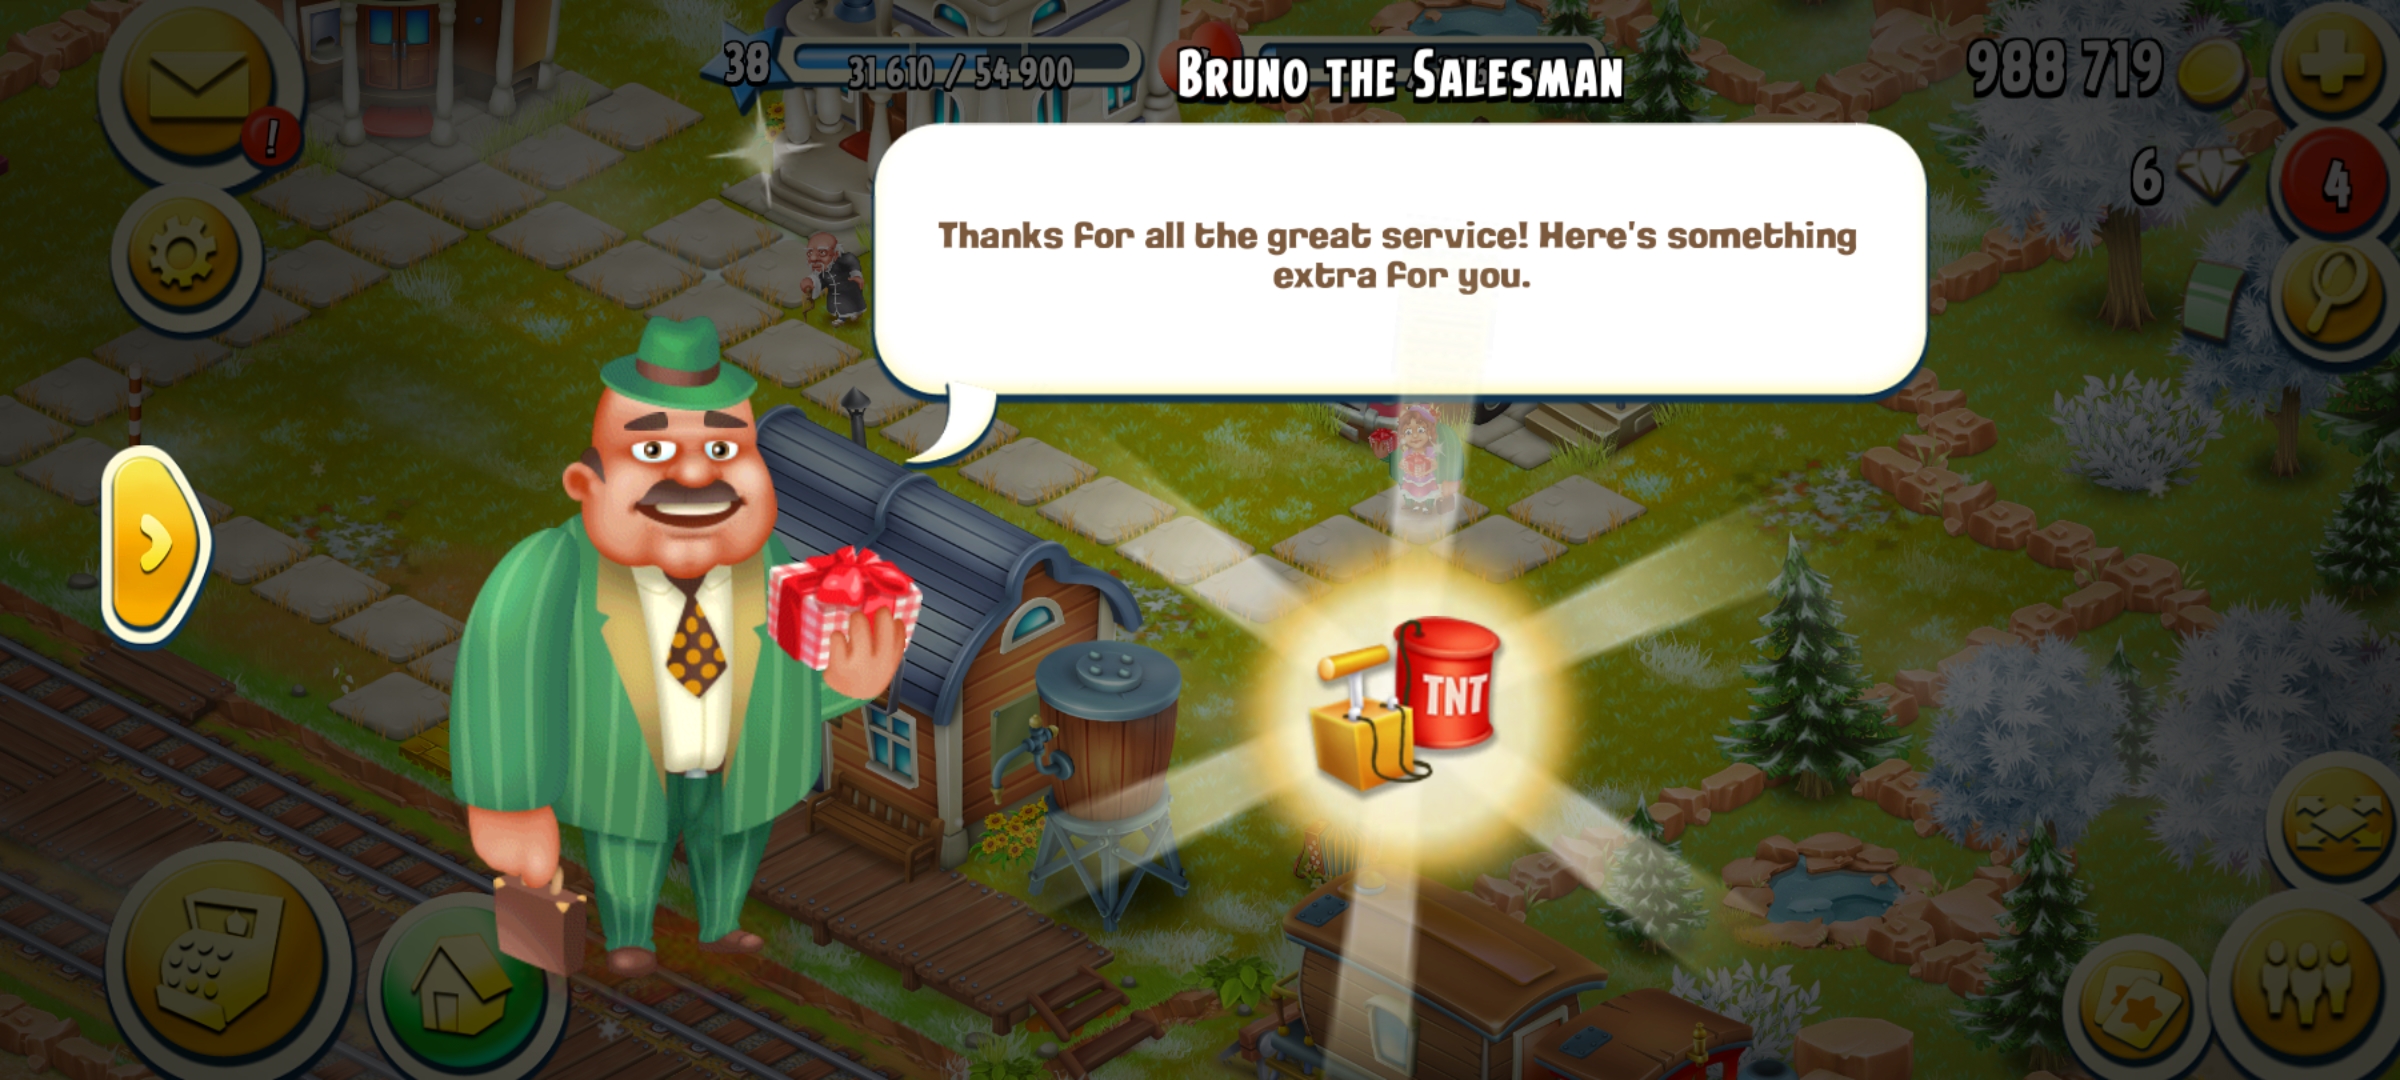 38
31 610 / 54 900
Bruno the Salesman
988 719
6
4
!
Thanks for all the great service! Here's something
extra for you.
TNT